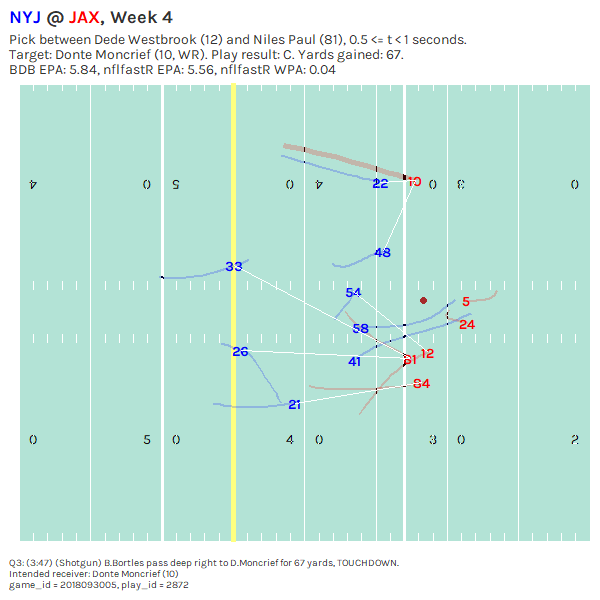 NYJ @ JAX, Week 4
Pick between Dede Westbrook (12) and Niles Paul (81), 0.5 <= t < 1 seconds.
Target: Donte Moncrief (10, WR). Play result: C. Yards gained: 67.
BDB EPA: 5.84, nflfastR EPA: 5.56, nflfastR WPA: 0.04
4 0 5 0 4 0 3 0
22 10
48
33
54
5
58
24
26
41
81
12
84
21
0 5 0 4 0 3 0 2
Q3: (3:47) (Shotgun) B.Bortles pass deep right to D.Moncrief for 67 yards, TOUCHDOWN.
Intended receiver: Donte Moncrief (10)
game_id = 2018093005, play_id = 2872